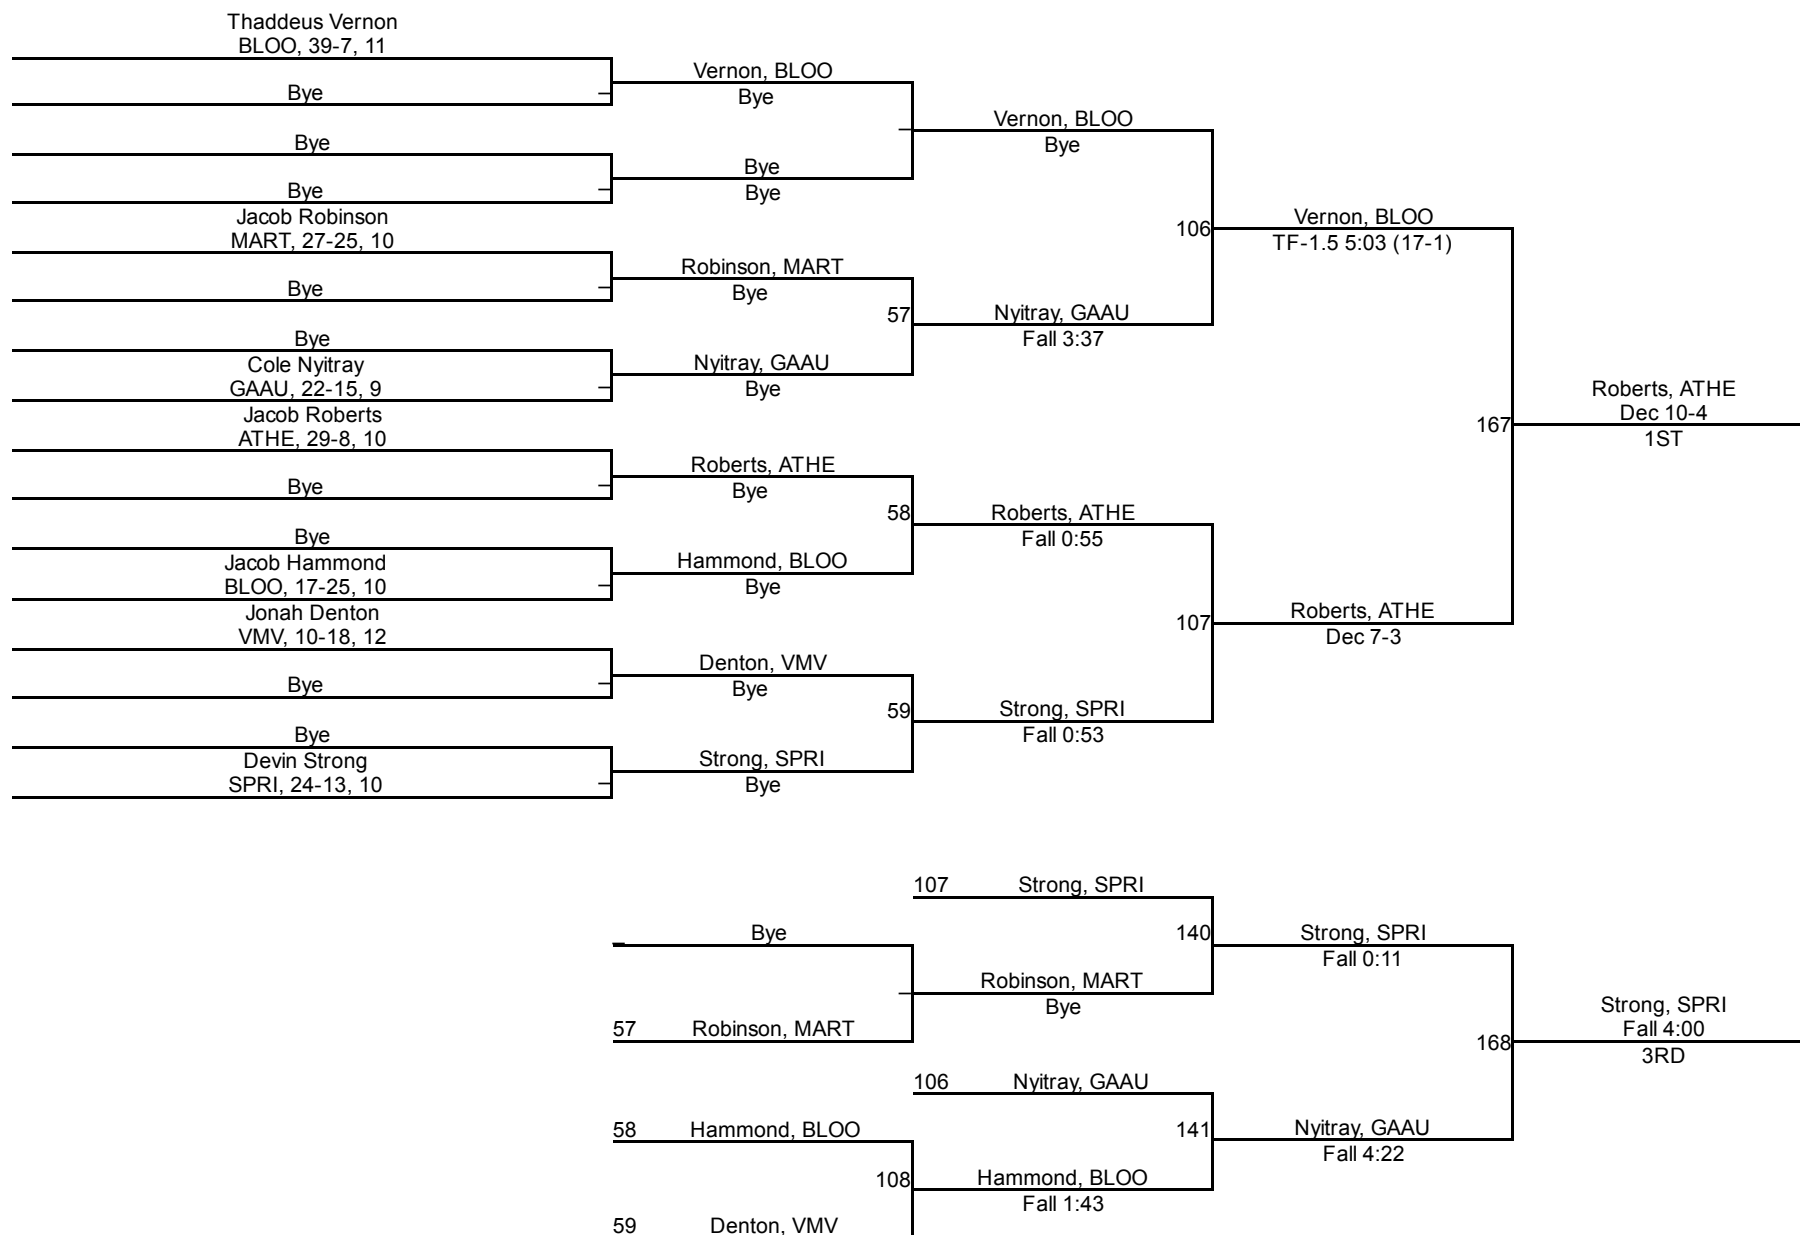 Thaddeus Vernon
BLOO, 39-7, 11
Bye
Bye
Bye
Jacob Robinson
MART, 27-25, 10
Bye
Bye
Cole Nyitray
GAAU, 22-15, 9
Jacob Roberts
ATHE, 29-8, 10
Bye
Bye
Jacob Hammond
BLOO, 17-25, 10
Jonah Denton
VMV, 10-18, 12
Bye
Bye
Devin Strong
SPRI, 24-13, 10
Vernon, BLOO
Bye
Bye
Bye
Robinson, MART
Bye
57
Nyitray, GAAU
Bye
Roberts, ATHE
Bye
58
Hammond, BLOO
Bye
Denton, VMV
Bye
59
Strong, SPRI
Bye
Vernon, BLOO
Bye
106
Nyitray, GAAU
Fall 3:37
Roberts, ATHE
Fall 0:55
107
Strong, SPRI
Fall 0:53
Vernon, BLOO
TF-1.5 5:03 (17-1)
167
Roberts, ATHE
Dec 7-3
Roberts, ATHE
Dec 10-4
1ST
107 Strong, SPRI
Bye
140
Robinson, MART
Bye
57 Robinson, MART
Strong, SPRI
Fall 0:11
106 Nyitray, GAAU
58 Hammond, BLOO
141
108
Hammond, BLOO
Fall 1:43
59 Denton, VMV
Nyitray, GAAU
Fall 4:22
168
Strong, SPRI
Fall 4:00
3RD